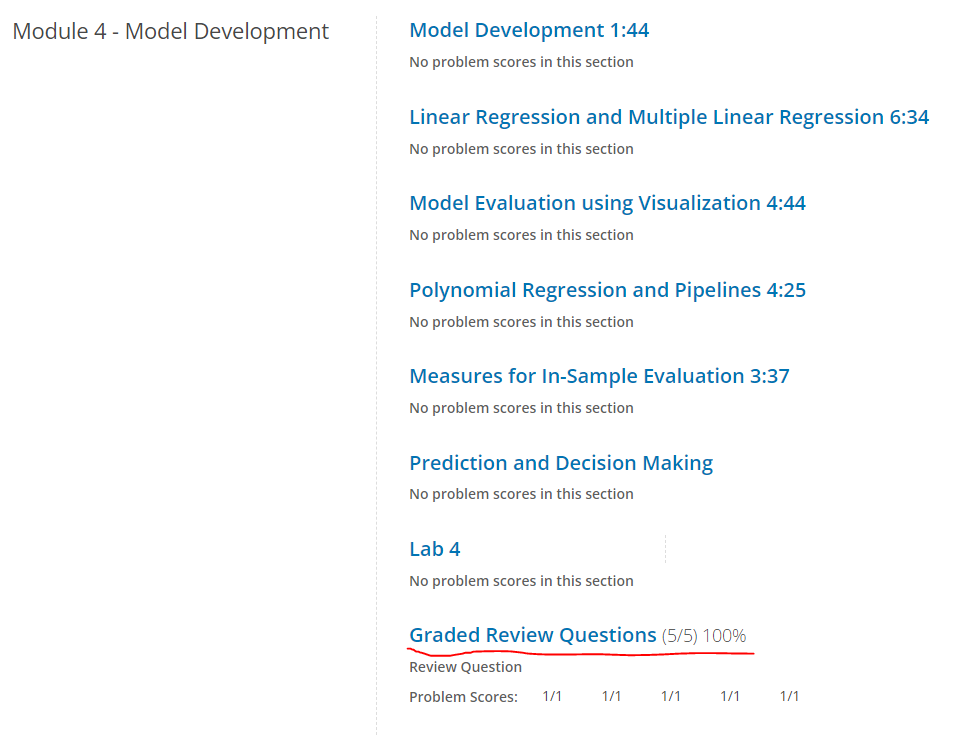 Module 4 - Model Development
Model Development 1:44
No problem scores in this section
Linear Regression and Multiple Linear Regression 6:34
No problem scores in this section
Model Evaluation using Visualization 4:44
No problem scores in this section
Polynomial Regression and Pipelines 4:25
No problem scores in this section
Measures for In-Sample Evaluation 3:37
No problem scores in this section
Prediction and Decision Making
No problem scores in this section
Lab 4
No problem scores in this section
Graded Review Questions (5/5) 100%
Review Question
Problem Scores: 1/1 1/1 1/1 1/1 1/1